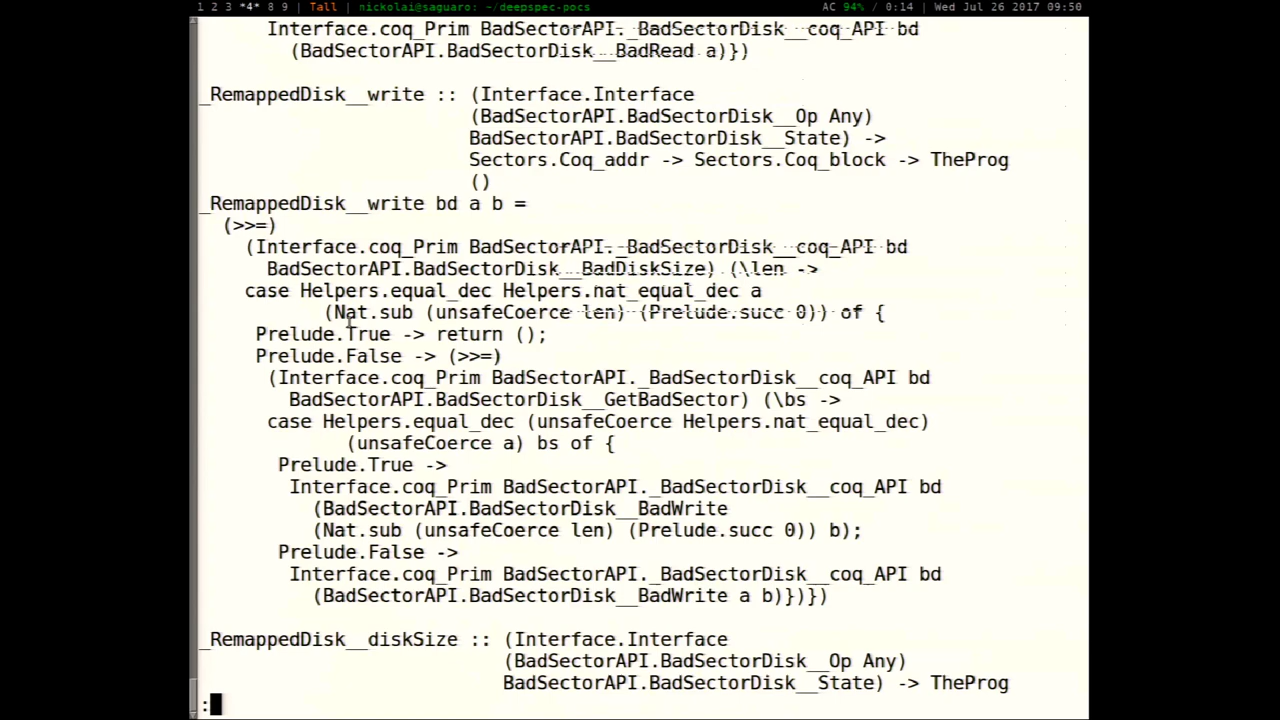 1 2 3 *4* 8 9 | Tall | nickolai@saguaro: ~/deepspec-pocs AC 94% / 0:14 | Wed Jul 26 2017 09:50
Interface.coq_Prim BadSectorAPI._BadSectorDisk__coq_API bd
(BadSectorAPI.BadSectorDisk__BadRead a)})
_RemappedDisk__write :: (Interface.Interface
(BadSectorAPI.BadSectorDisk__Op Any)
BadSectorAPI.BadSectorDisk__State) ->
Sectors.Coq_addr -> Sectors.Coq_block -> TheProg
()
_RemappedDisk__write bd a b =
(>>=)
(Interface.coq_Prim BadSectorAPI._BadSectorDisk__coq_API bd
BadSectorAPI.BadSectorDisk__BadDiskSize) (\len ->
case Helpers.equal_dec Helpers.nat_equal_dec a
(Nat.sub (unsafeCoerce len) (Prelude.succ 0)) of {
Prelude.True -> return ();
Prelude.False -> (>>=)
(Interface.coq_Prim BadSectorAPI._BadSectorDisk__coq_API bd
BadSectorAPI.BadSectorDisk__GetBadSector) (\bs ->
case Helpers.equal_dec (unsafeCoerce Helpers.nat_equal_dec)
(unsafeCoerce a) bs of {
Prelude.True ->
Interface.coq_Prim BadSectorAPI._BadSectorDisk__coq_API bd
(BadSectorAPI.BadSectorDisk__BadWrite
(Nat.sub (unsafeCoerce len) (Prelude.succ 0)) b);
Prelude.False ->
Interface.coq_Prim BadSectorAPI._BadSectorDisk__coq_API bd
(BadSectorAPI.BadSectorDisk__BadWrite a b)})})
_RemappedDisk__diskSize :: (Interface.Interface
(BadSectorAPI.BadSectorDisk__Op Any)
BadSectorAPI.BadSectorDisk__State) -> TheProg
: